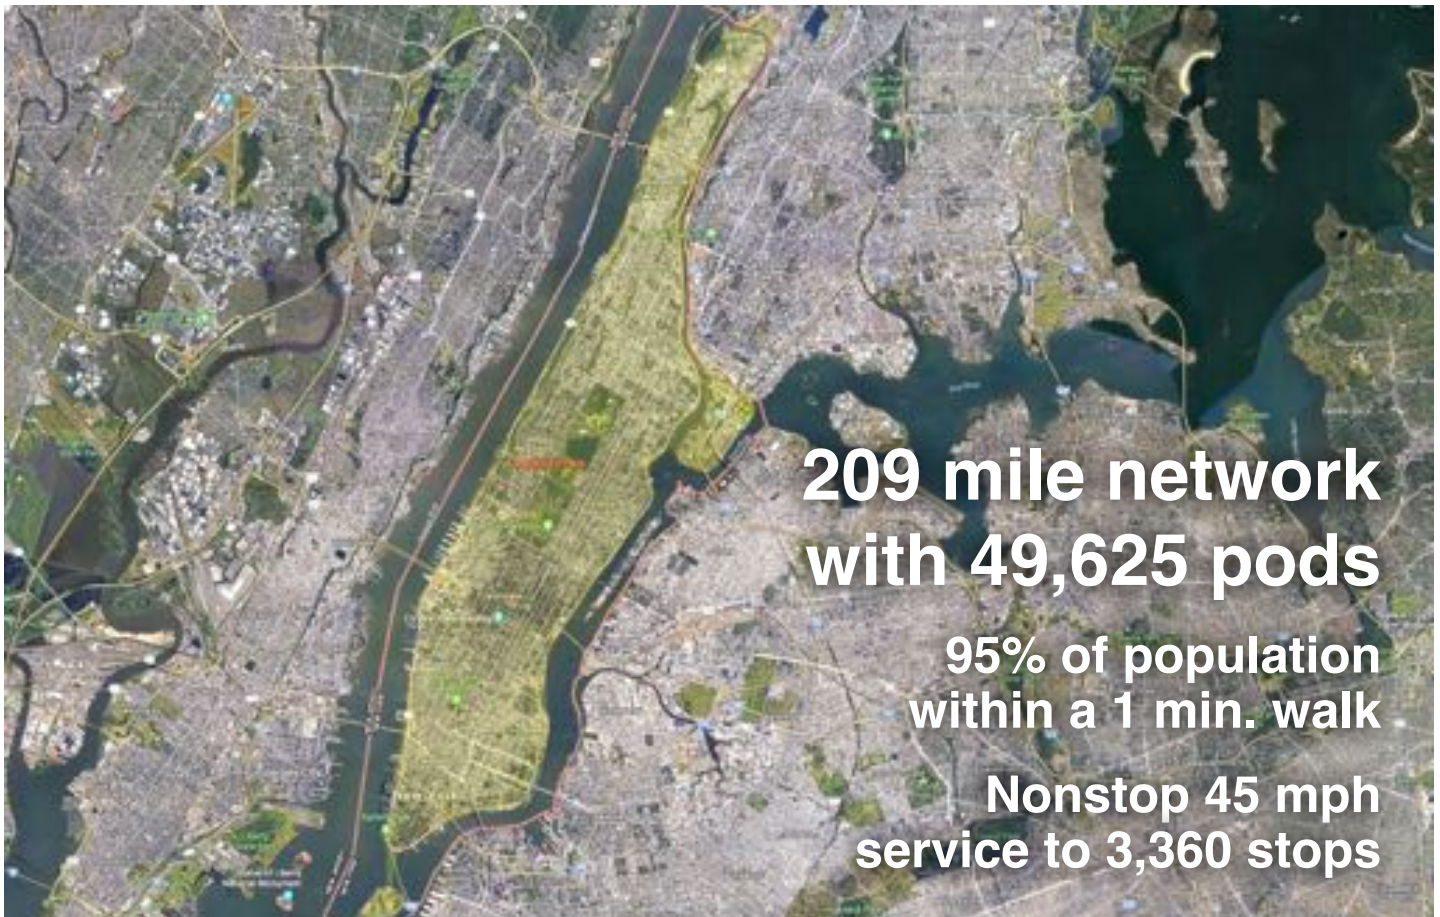 209 mile network
with 49,625 pods
95% of population
within a 1 min. walk
Nonstop 45 mph
service to 3,360 stops